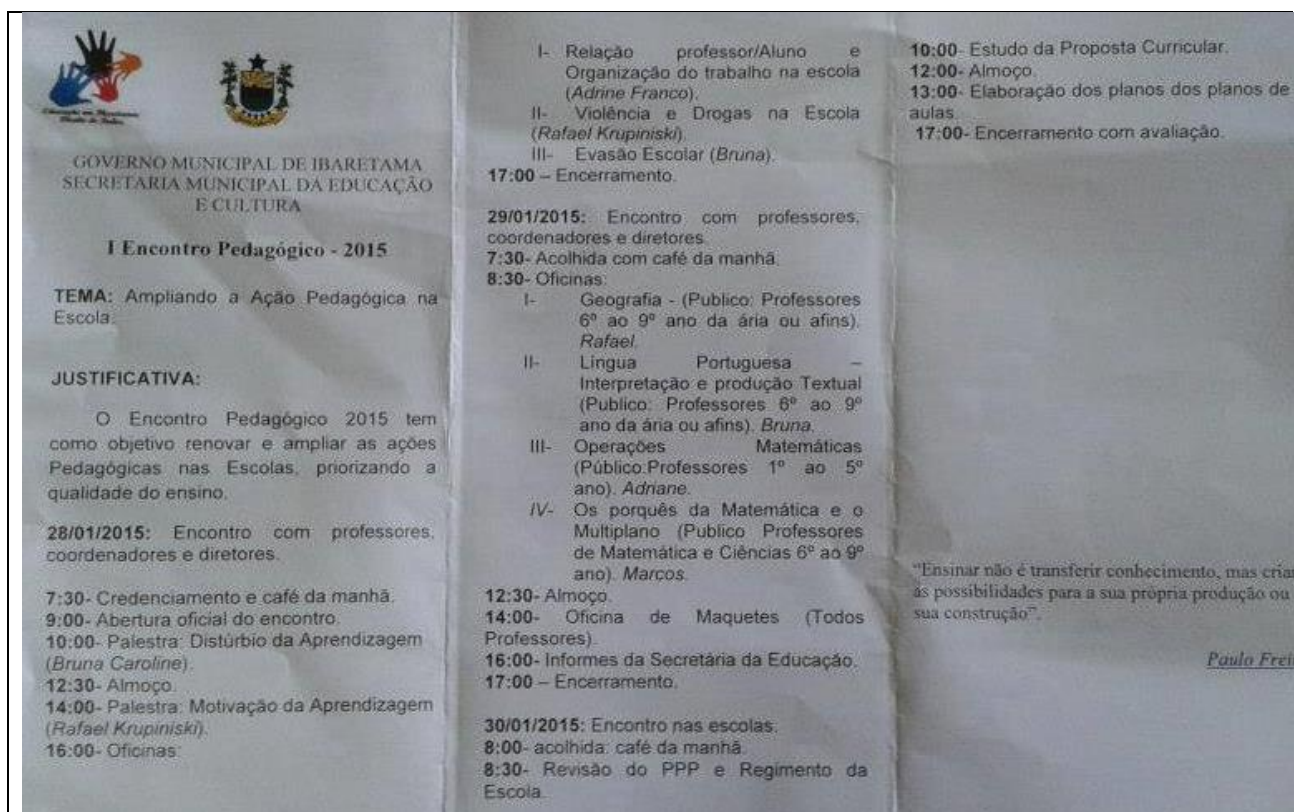 GOVERNO MUNICIPAL DE IBARETAMA
SECRETARIA MUNICIPAL DA EDUCAÇÃO
E CULTURA
I Encontro Pedagógico - 2015
TEMA: Ampliando a Ação Pedagógica na
Escola.
JUSTIFICATIVA:
O Encontro Pedagógico 2015 tem
como objetivo renovar e ampliar as ações
Pedagógicas nas Escolas, priorizando a
qualidade do ensino.
28/01/2015: Encontro com professores,
coordenadores e diretores.
7:30- Credenciamento e café da manhã.
9:00- Abertura oficial do encontro.
10:00- Palestra: Distúrbio da Aprendizagem
(Bruna Caroline).
12:30- Almoço.
14:00- Palestra: Motivação da Aprendizagem
(Rafael Krupiniski).
16:00- Oficinas:
I- Relação professor/Aluno e
Organização do trabalho na escola
(Adrine Franco).
II- Violência e Drogas na Escola
(Rafael Krupiniski).
III- Evasão Escolar (Bruna).
17:00 – Encerramento.
29/01/2015: Encontro com professores,
coordenadores e diretores.
7:30- Acolhida com café da manhã.
8:30- Oficinas:
I- Geografia - (Publico: Professores
6º ao 9º ano da ária ou afins).
Rafael.
II- Língua Portuguesa –
Interpretação e produção Textual
(Publico: Professores 6º ao 9º
ano da ária ou afins). Bruna.
III- Operações Matemáticas
(Público:Professores 1º ao 5º
ano). Adriane.
IV- Os porquês da Matemática e o
Multiplano (Publico Professores
de Matemática e Ciências 6º ao 9º
ano). Marcos.
12:30- Almoço.
14:00- Oficina de Maquetes (Todos
Professores).
16:00- Informes da Secretária da Educação.
17:00 – Encerramento.
30/01/2015: Encontro nas escolas.
8:00- acolhida: café da manhã.
8:30- Revisão do PPP e Regimento da
Escola.
10:00- Estudo da Proposta Curricular.
12:00- Almoço.
13:00- Elaboração dos planos dos planos de
aulas.
17:00- Encerramento com avaliação.
“Ensinar não é transferir conhecimento, mas criar
as possibilidades para a sua própria produção ou a
sua construção”.
Paulo Frei